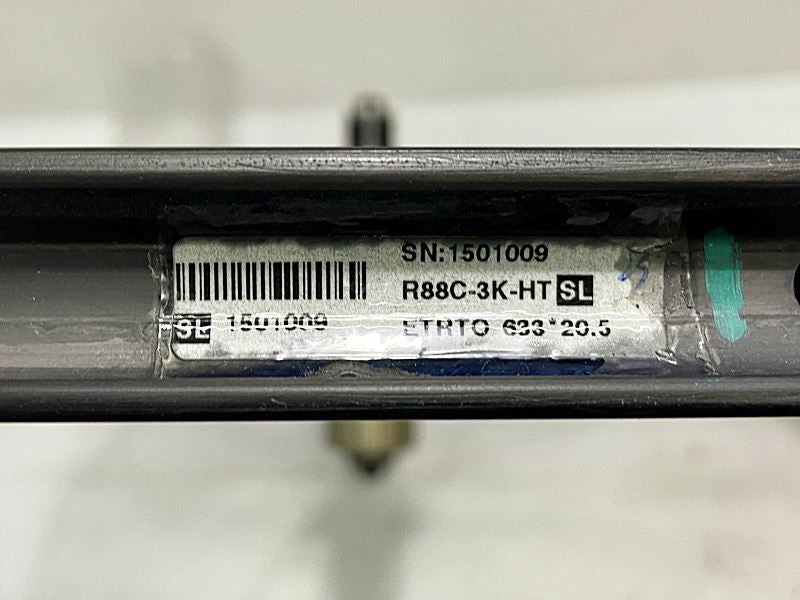 SN:1501009
R88C-3K-HT SL
SL 1501009
ETRTO 633*20.5